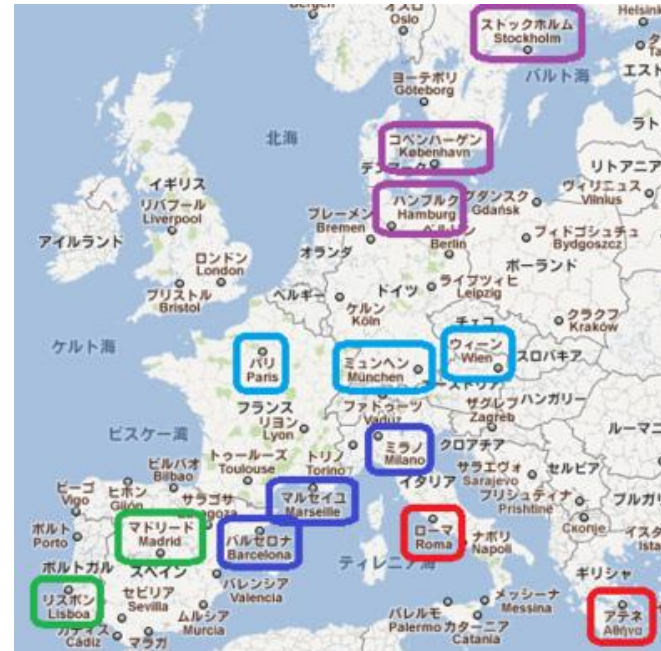 Bergen
オスロ
Oslo
Helsink
ストックホルム
Stockholm
ヨーテボリ
Göteborg
バルト海
エスト
北海
コペンハーゲン
København
ラト
デンマーク
リトアニア
イギリス
リバプール
Liverpool
ハンブルク
Hamburg
グダンスク
Gdańsk
ヴィリニュス
Vilnius
ブレーメン
Bremen
ベルリン
Berlin
ブィドゴシュチュ
Bydgoszcz
アイルランド
ロンドン
London
オランダ
ポーランド
ブリストル
Bristol
ベルギー
ケルン
Köln
ドイツ
ライプツィヒ
Leipzig
クラクフ
Kraków
ケルト海
チェコ
パリ
Paris
ミュンヘン
München
ウィーン
Wien
スロバキア
オーストリア
フランス
ファドゥーツ
Vaduz
ザグレブ
Zagreb
ハンガリー
リヨン
Lyon
ビスケー湾
ルーマニ
ミラノ
Milano
クロアチア
トゥールーズ
Toulouse
トリノ
Torino
ビルバオ
Bilbao
サラエヴォ
Sarajevo
セルビア
イタリア
ビーゴ
Vigo
ヒホン
Gijón
サラゴサ
Zaragoza
マルセイユ
Marseille
プリシュティナ
Prishtinë
ブルガリ
ポルト
Porto
マドリード
Madrid
バルセロナ
Barcelona
ローマ
Roma
ナポリ
Napoli
Скопје
イスタ
Ista
ポルトガル
スペイン
ティレニア海
ギリシャ
バレンシア
Valencia
リスボン
Lisboa
セビリア
Sevilla
ムルシア
Murcia
メッシーナ
Messina
パレルモ
Palermo
カターニア
Catania
アテネ
Αθήνα
カディス
Cádiz
マラガ